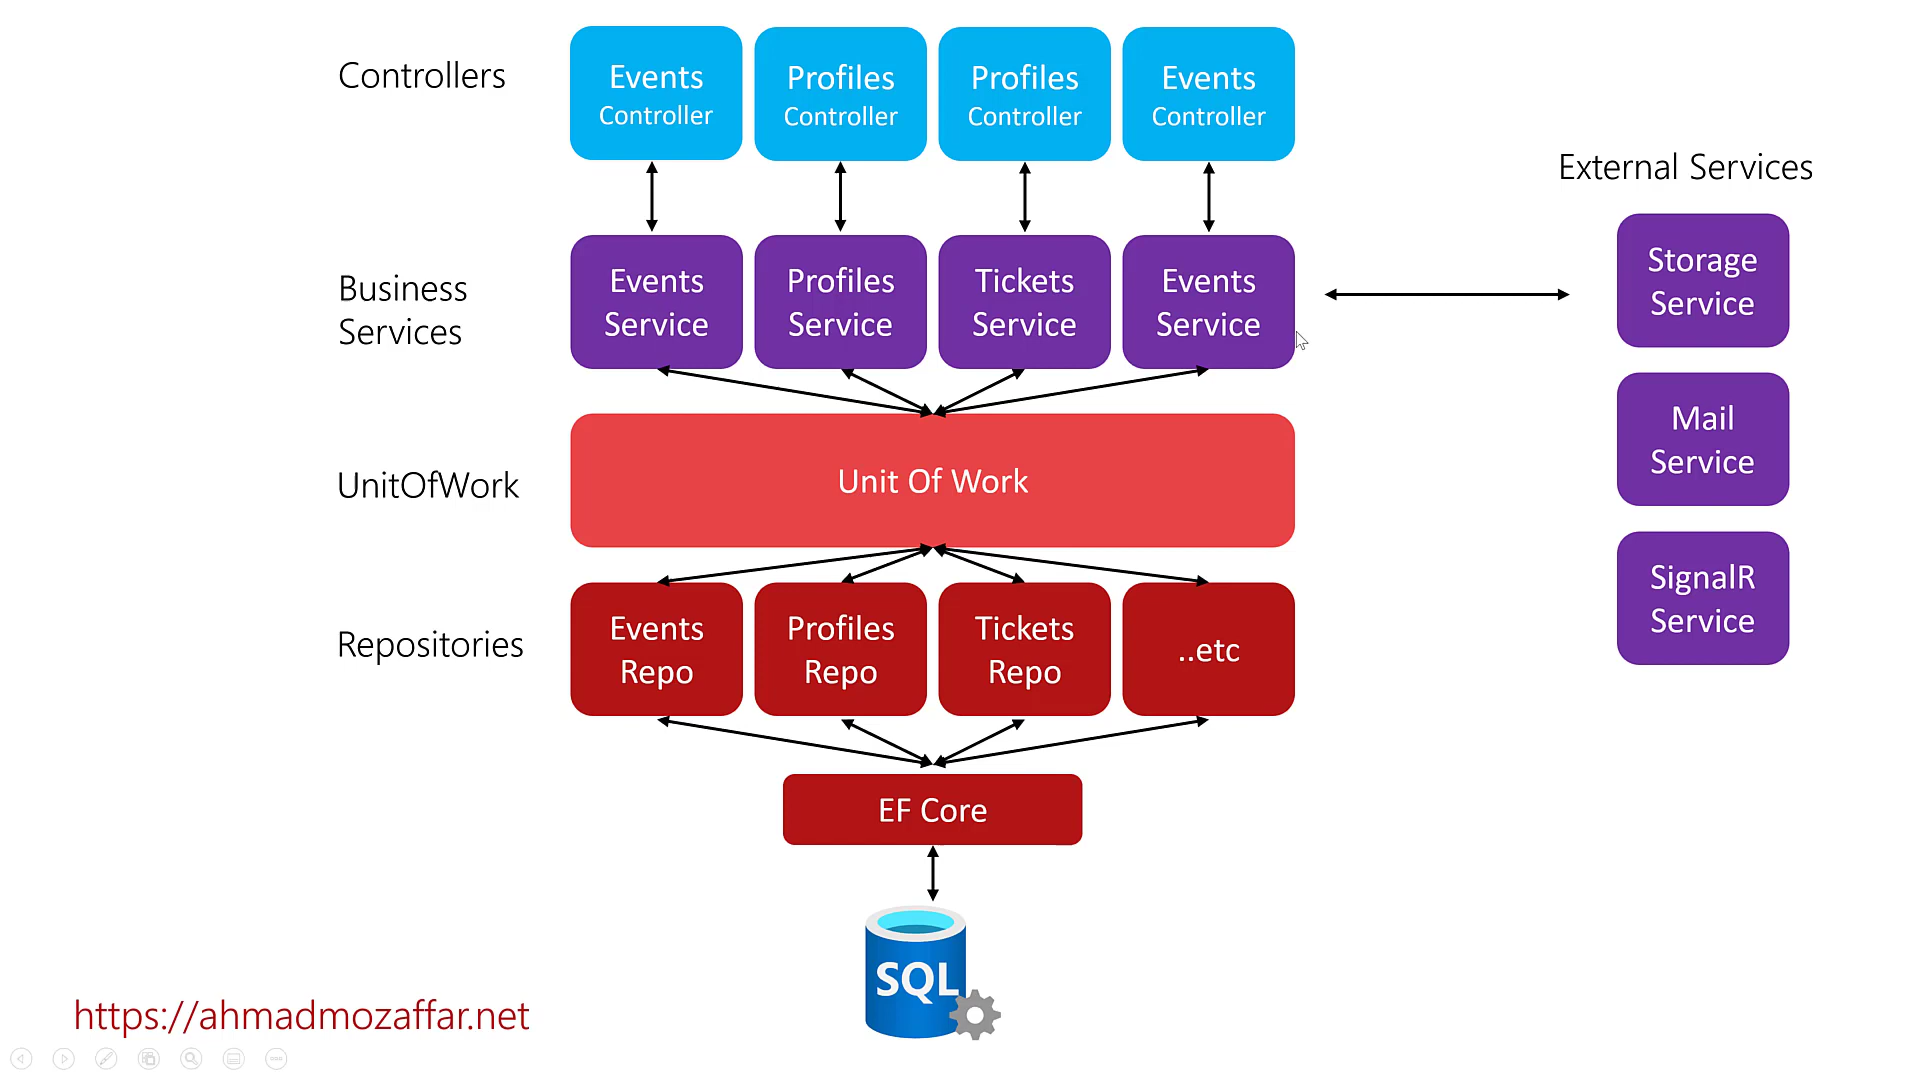 Controllers
Events
Controller
Profiles
Controller
Profiles
Controller
Events
Controller
External Services
Business
Services
Events
Service
Profiles
Service
Tickets
Service
Events
Service
Storage
Service
Mail
Service
SignalR
Service
UnitOfWork
Unit Of Work
Repositories
Events
Repo
Profiles
Repo
Tickets
Repo
..etc
EF Core
SQL
https://ahmadmozaffar.net